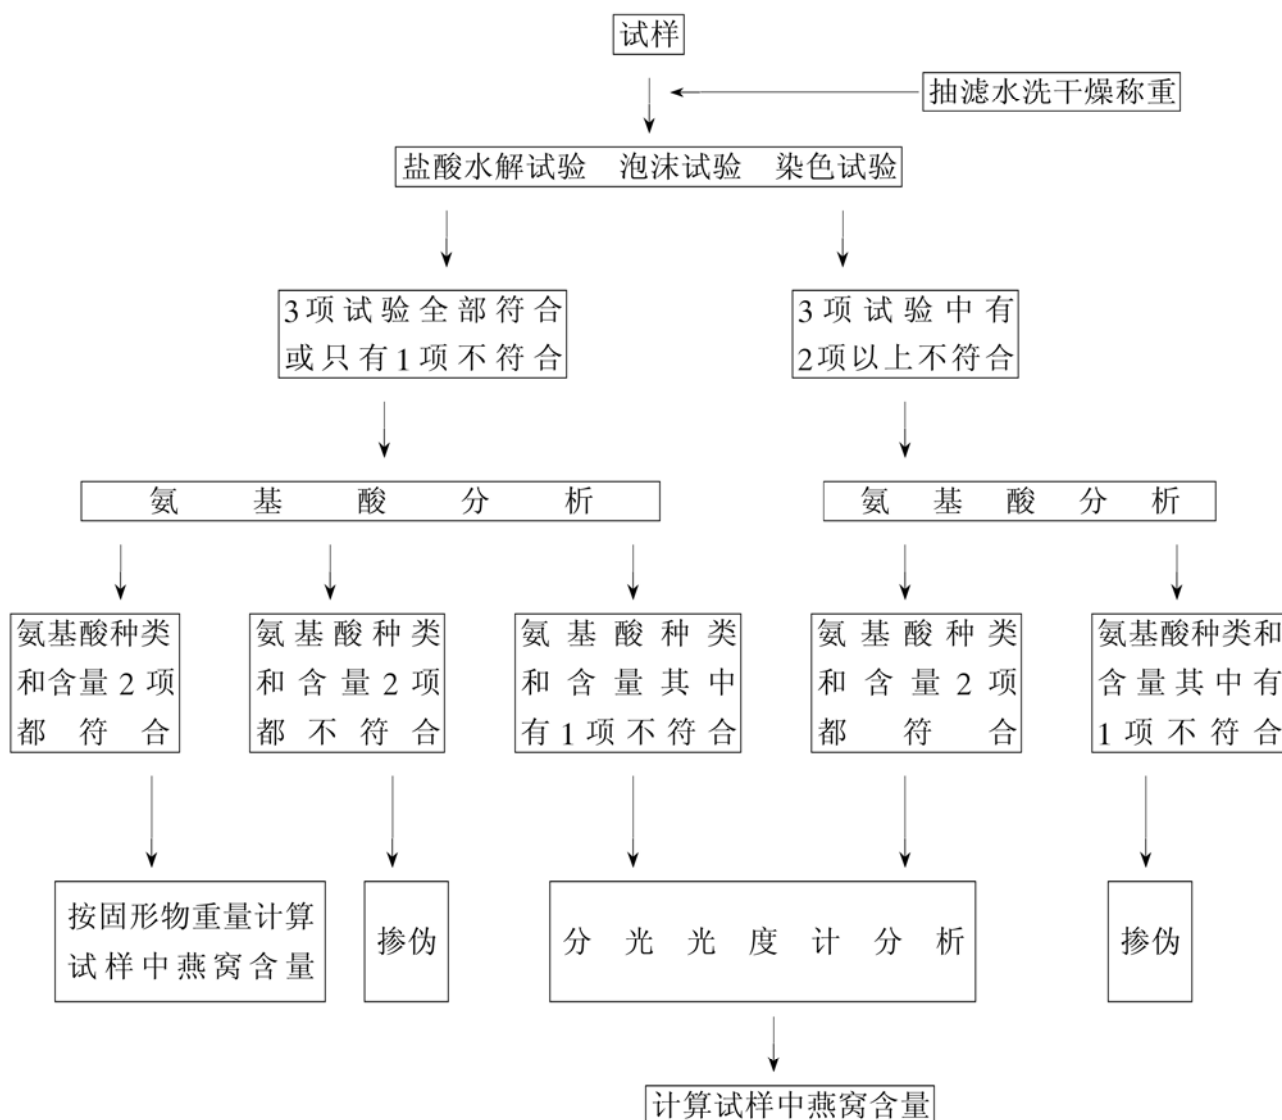 试样
抽滤水洗干燥称重
盐酸水解试验 泡沫试验 染色试验
3项试验全部符合
或只有1项不符合
3项试验中有
2项以上不符合
氨基酸分析
氨基酸分析
氨基酸种类
和含量2项
都符合
氨基酸种类
和含量2项
都不符合
氨基酸种类
和含量其中
有1项不符合
氨基酸种类
和含量2项
都符合
氨基酸种类和
含量其中有
1项不符合
按固形物重量计算
试样中燕窝含量
掺伪
分光光度计分析
掺伪
计算试样中燕窝含量